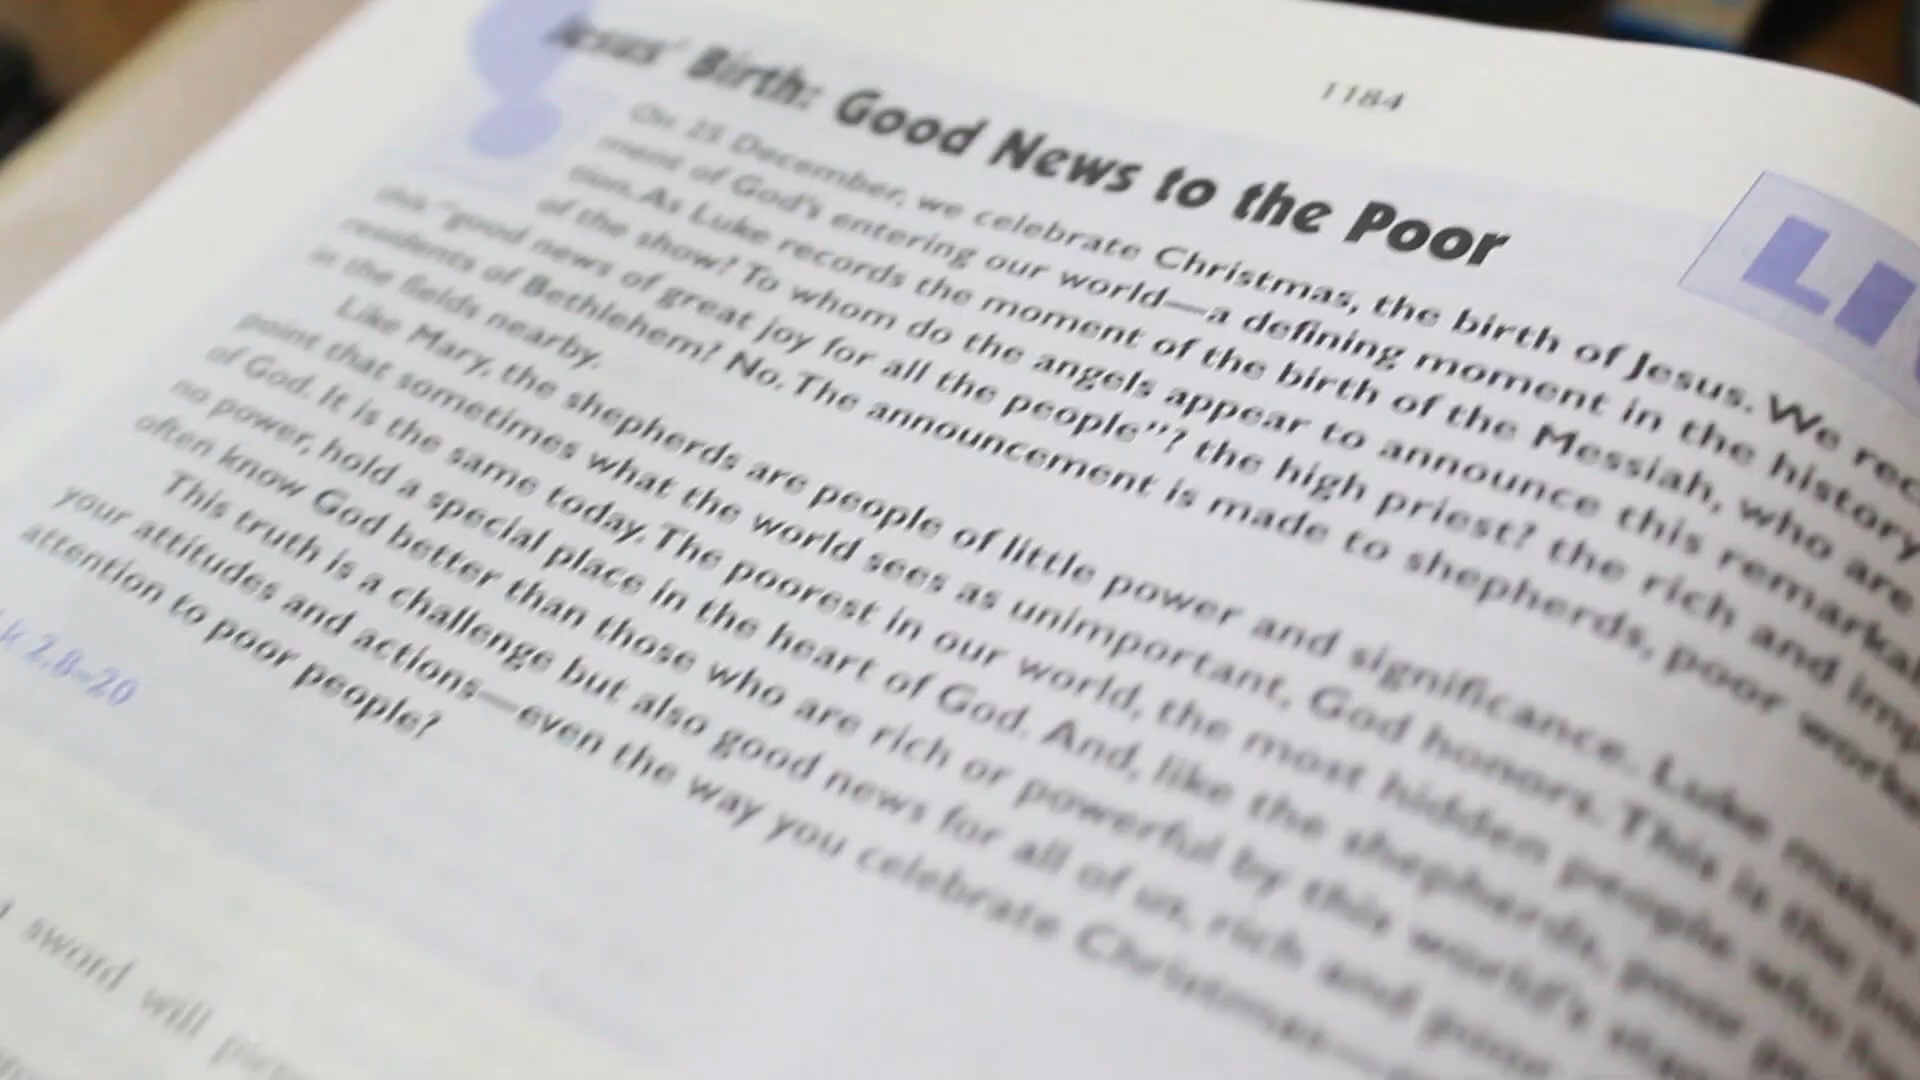 1184
Jesus' Birth: Good News to the Poor
LI
On 25 December, we celebrate Christmas, the birth of Jesus. We
ment of God's entering our world—a defining moment in the history
tion. As Luke records the moment of the birth of the Messiah, who are
of the show? To whom do the angels appear to announce this
this "good news of great joy for all the people"? the high priest? the rich and
residents of Bethlehem? No. The announcement is made to shepherds, poor
in the fields nearby.
Like Mary, the shepherds are people of little power and significance. Luke makes
point that sometimes what the world sees as unimportant, God honors. This is the
of God. It is the same today. The poorest in our world, the most hidden people who
no power, hold a special place in the heart of God. And, like the shepherds, poor
often know God better than those who are rich or powerful by this world's
This truth is a challenge but also good news for all of us, rich and poor
your attitudes and actions—even the way you celebrate Christmas—
attention to poor people?
2.8–20
sword will